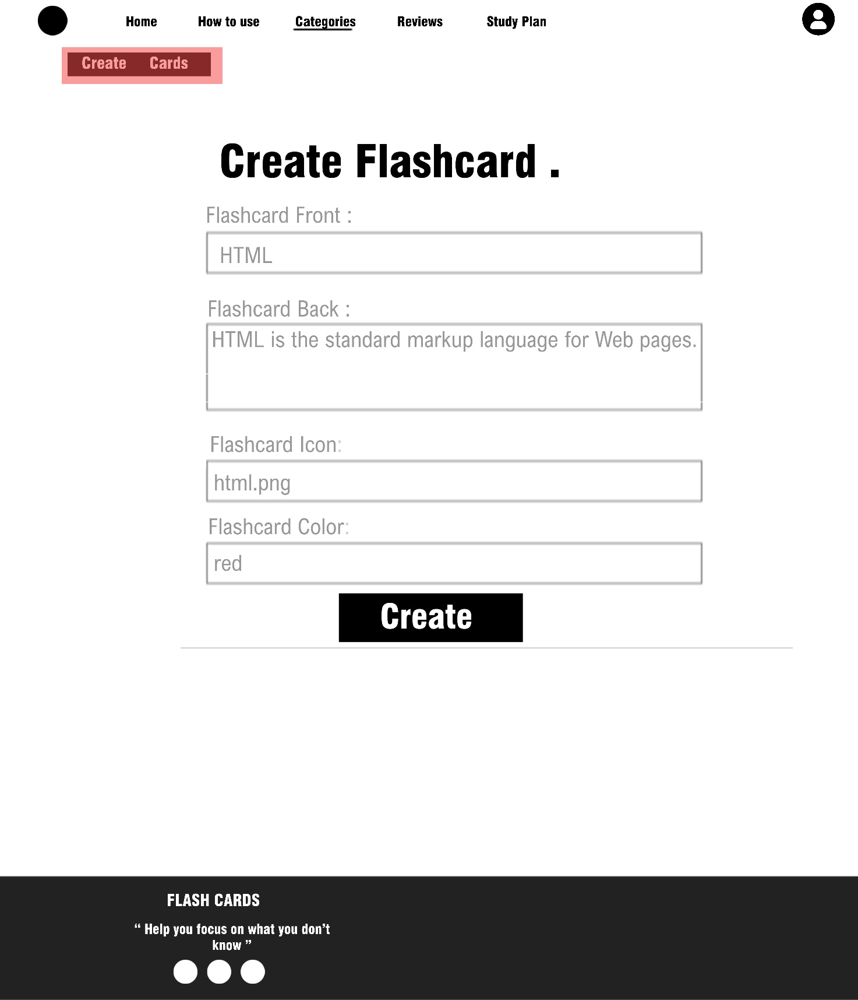 Home How to use Categories Reviews Study Plan
Create Cards
Create Flashcard .
Flashcard Front :
HTML
Flashcard Back :
HTML is the standard markup language for Web pages.
Flashcard Icon:
html.png
Flashcard Color:
red
Create
FLASH CARDS
“ Help you focus on what you don’t
know ”